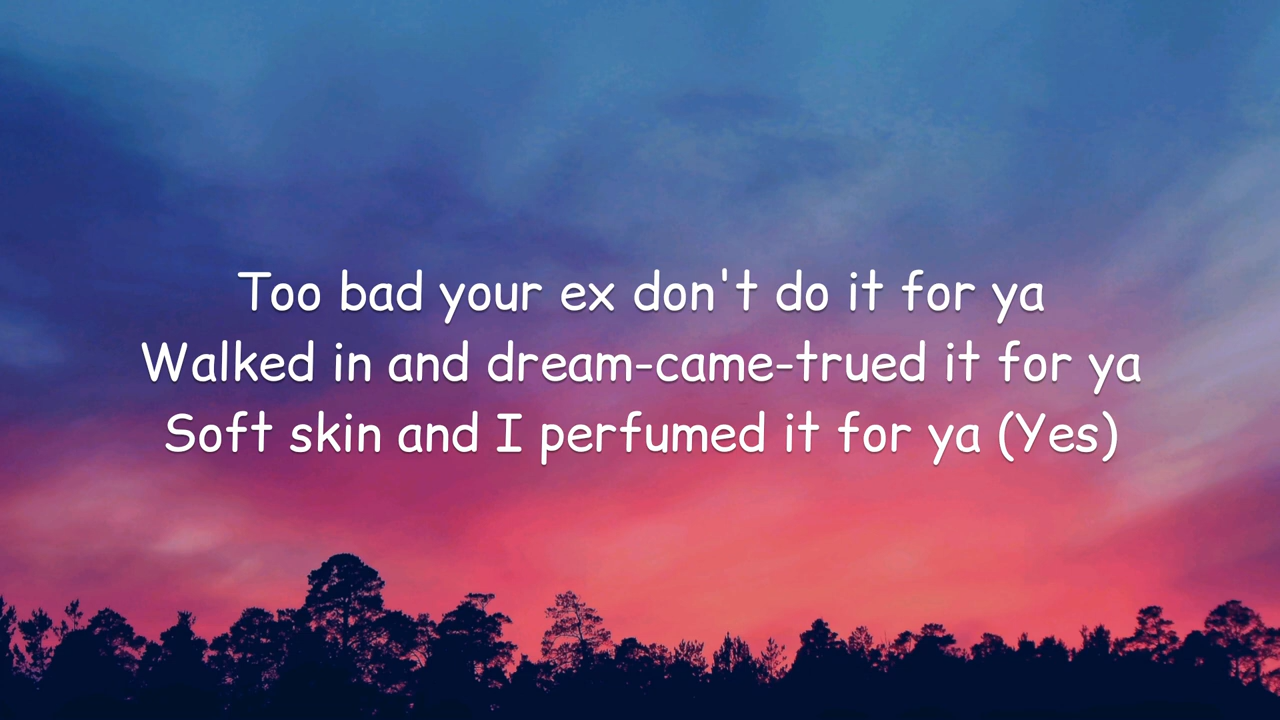 Too bad your ex don't do it for ya
Walked in and dream-came-trued it for ya
Soft skin and I perfumed it for ya (Yes)